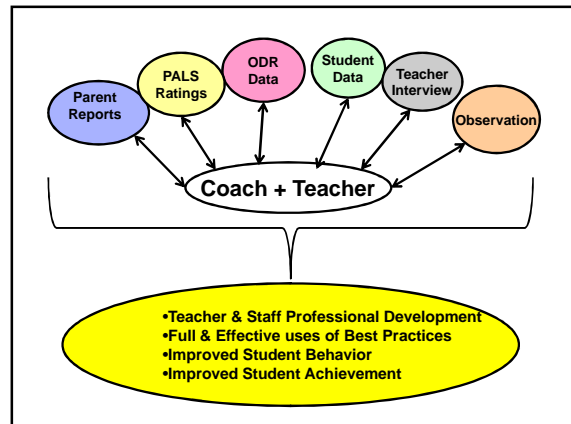 Parent
Reports
PALS
Ratings
ODR
Data
Student
Data
Teacher
Interview
Observation
Coach + Teacher
•Teacher & Staff Professional Development
•Full & Effective uses of Best Practices
•Improved Student Behavior
•Improved Student Achievement